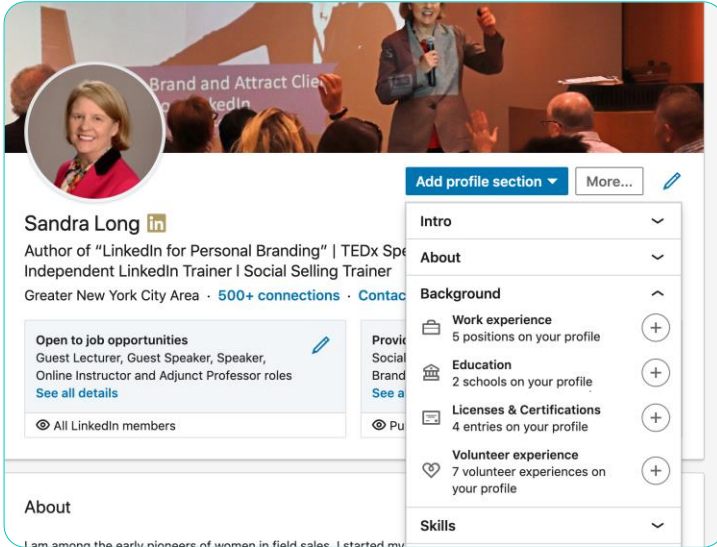 Brand and Attract Clie
Add profile section
More...
Sandra Long in
Author of “LinkedIn for Personal Branding” | TEDx Spe
Independent LinkedIn Trainer I Social Selling Trainer
Greater New York City Area · 500+ connections · Contac
Open to job opportunities
Guest Lecturer, Guest Speaker, Speaker,
Online Instructor and Adjunct Professor roles
See all details
All LinkedIn members
Provid
Social
Brand
See a
Pu
Intro
About
Background
Work experience
5 positions on your profile
Education
2 schools on your profile
Licenses & Certifications
4 entries on your profile
Volunteer experience
7 volunteer experiences on
your profile
Skills
About
I am among the early pioneers of women in field sales. I started my